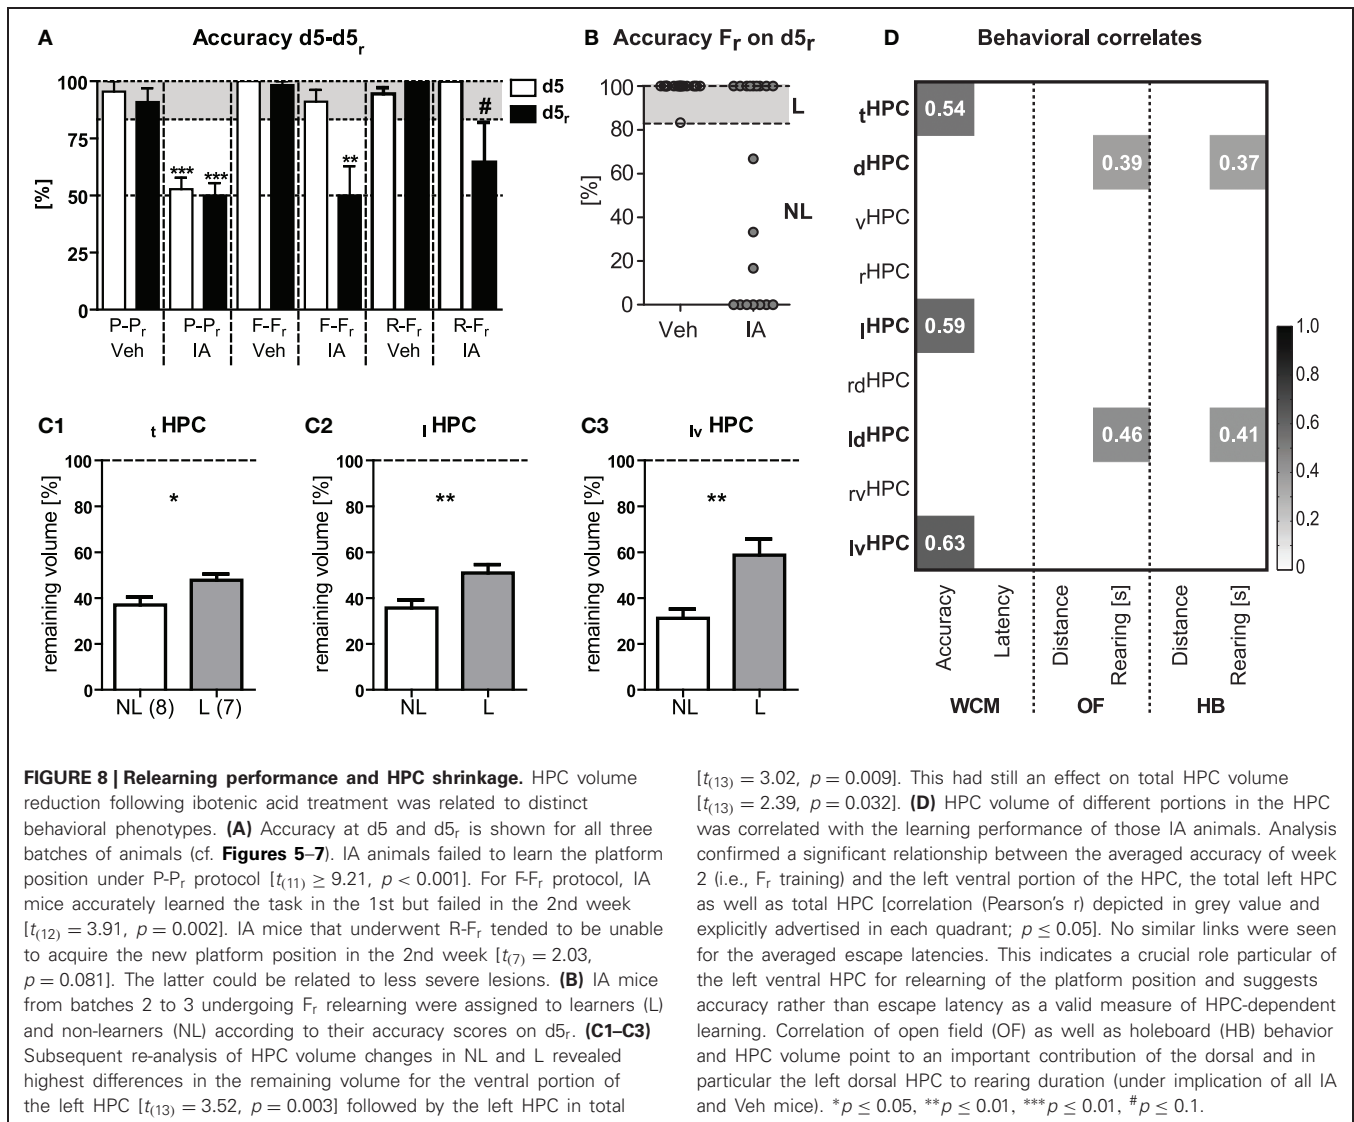 A Accuracy d5-d5r
100
75
50
25
0
[%]
*** *** ** #
d5
d5r
P-Pr P-Pr F-Fr F-Fr R-Fr R-Fr
Veh IA Veh IA Veh IA
B Accuracy Fr on d5r
100
80
60
40
20
0
[%]
L
NL
Veh IA
C1 tHPC
remaining volume [%]
100
80
60
40
20
0
*
NL (8) L (7)
C2 lHPC
remaining volume [%]
100
80
60
40
20
0
**
NL L
C3 lvHPC
remaining volume [%]
100
80
60
40
20
0
**
NL L
D Behavioral correlates
tHPC 0.54
dHPC 0.39 0.37
vHPC
rHPC
lHPC 0.59
rdHPC
ldHPC 0.46 0.41
rvHPC
lvHPC 0.63
1.0
0.8
0.6
0.4
0.2
0
Accuracy Latency Distance Rearing [s] Distance Rearing [s]
WCM OF HB
FIGURE 8 | Relearning performance and HPC shrinkage. HPC volume
reduction following ibotenic acid treatment was related to distinct
behavioral phenotypes. (A) Accuracy at d5 and d5r is shown for all three
batches of animals (cf. Figures 5–7). IA animals failed to learn the platform
position under P-Pr protocol [t(11) ≥ 9.21, p < 0.001]. For F-Fr protocol, IA
mice accurately learned the task in the 1st but failed in the 2nd week
[t(12) = 3.91, p = 0.002]. IA mice that underwent R-Fr tended to be unable
to acquire the new platform position in the 2nd week [t(7) = 2.03,
p = 0.081]. The latter could be related to less severe lesions. (B) IA mice
from batches 2 to 3 undergoing Fr relearning were assigned to learners (L)
and non-learners (NL) according to their accuracy scores on d5r. (C1–C3)
Subsequent re-analysis of HPC volume changes in NL and L revealed
highest differences in the remaining volume for the ventral portion of
the left HPC [t(13) = 3.52, p = 0.003] followed by the left HPC in total
[t(13) = 3.02, p = 0.009]. This had still an effect on total HPC volume
[t(13) = 2.39, p = 0.032]. (D) HPC volume of different portions in the HPC
was correlated with the learning performance of those IA animals. Analysis
confirmed a significant relationship between the averaged accuracy of week
2 (i.e., Fr training) and the left ventral portion of the HPC, the total left HPC
as well as total HPC [correlation (Pearson's r) depicted in grey value and
explicitly advertised in each quadrant; p ≤ 0.05]. No similar links were seen
for the averaged escape latencies. This indicates a crucial role particular of
the left ventral HPC for relearning of the platform position and suggests
accuracy rather than escape latency as a valid measure of HPC-dependent
learning. Correlation of open field (OF) as well as holeboard (HB) behavior
and HPC volume point to an important contribution of the dorsal and in
particular the left dorsal HPC to rearing duration (under implication of all IA
and Veh mice). *p ≤ 0.05, **p ≤ 0.01, ***p ≤ 0.01, #p ≤ 0.1.